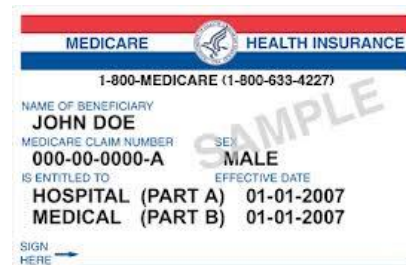 MEDICARE HEALTH INSURANCE
1-800-MEDICARE (1-800-633-4227)
NAME OF BENEFICIARY
JOHN DOE
MEDICARE CLAIM NUMBER SEX
000-00-0000-A MALE
IS ENTITLED TO EFFECTIVE DATE
HOSPITAL (PART A) 01-01-2007
MEDICAL (PART B) 01-01-2007
SIGN
HERE
SAMPLE